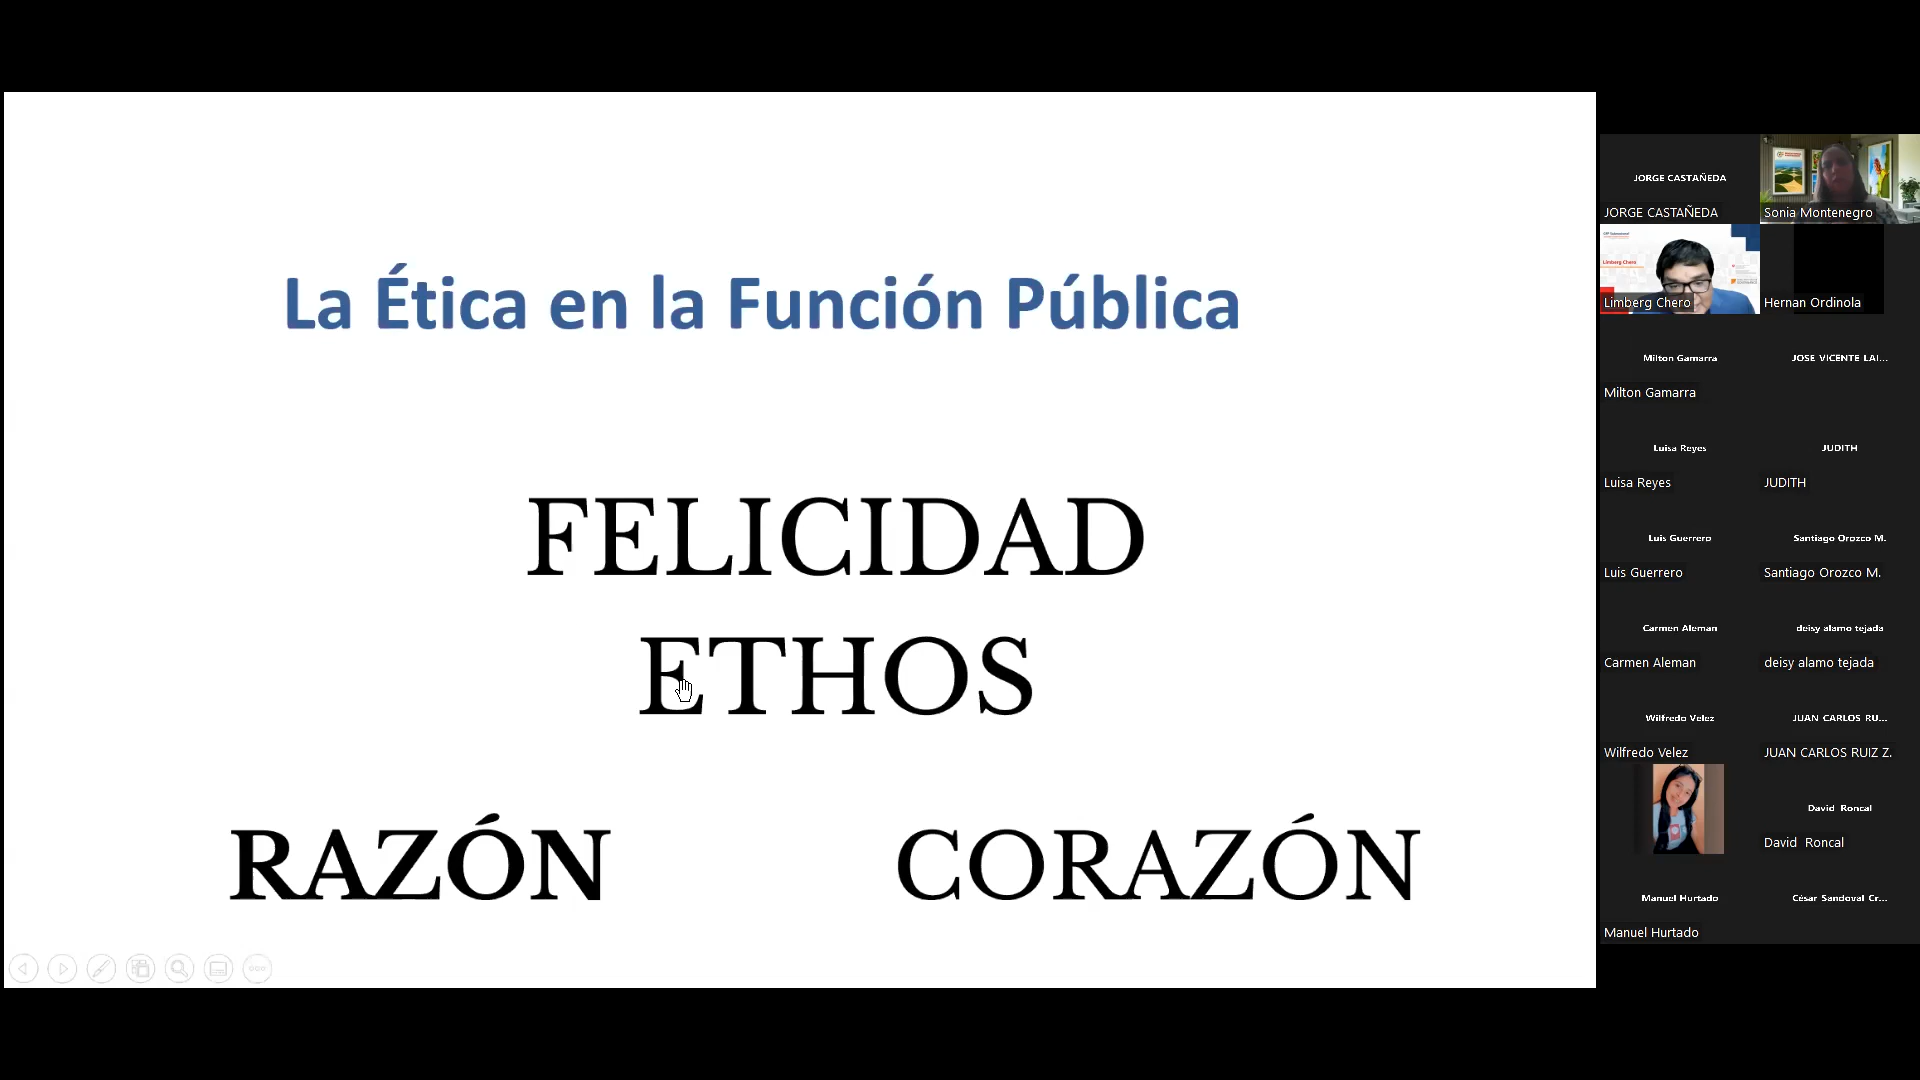 La Ética en la Función Pública
FELICIDAD
ETHOS
RAZÓN
CORAZÓN
JORGE CASTAÑEDA
JORGE CASTAÑEDA
Sonia Montenegro
Limberg Chero
Limberg Chero
Hernan Ordinola
Milton Gamarra
Milton Gamarra
JOSE VICENTE LAI...
Luisa Reyes
Luisa Reyes
JUDITH
JUDITH
Luis Guerrero
Luis Guerrero
Santiago Orozco M.
Santiago Orozco M.
Carmen Aleman
Carmen Aleman
deisy alamo tejada
deisy alamo tejada
Wilfredo Velez
Wilfredo Velez
JUAN CARLOS RU...
JUAN CARLOS RUIZ Z.
David Roncal
David Roncal
Manuel Hurtado
Manuel Hurtado
César Sandoval Cr...